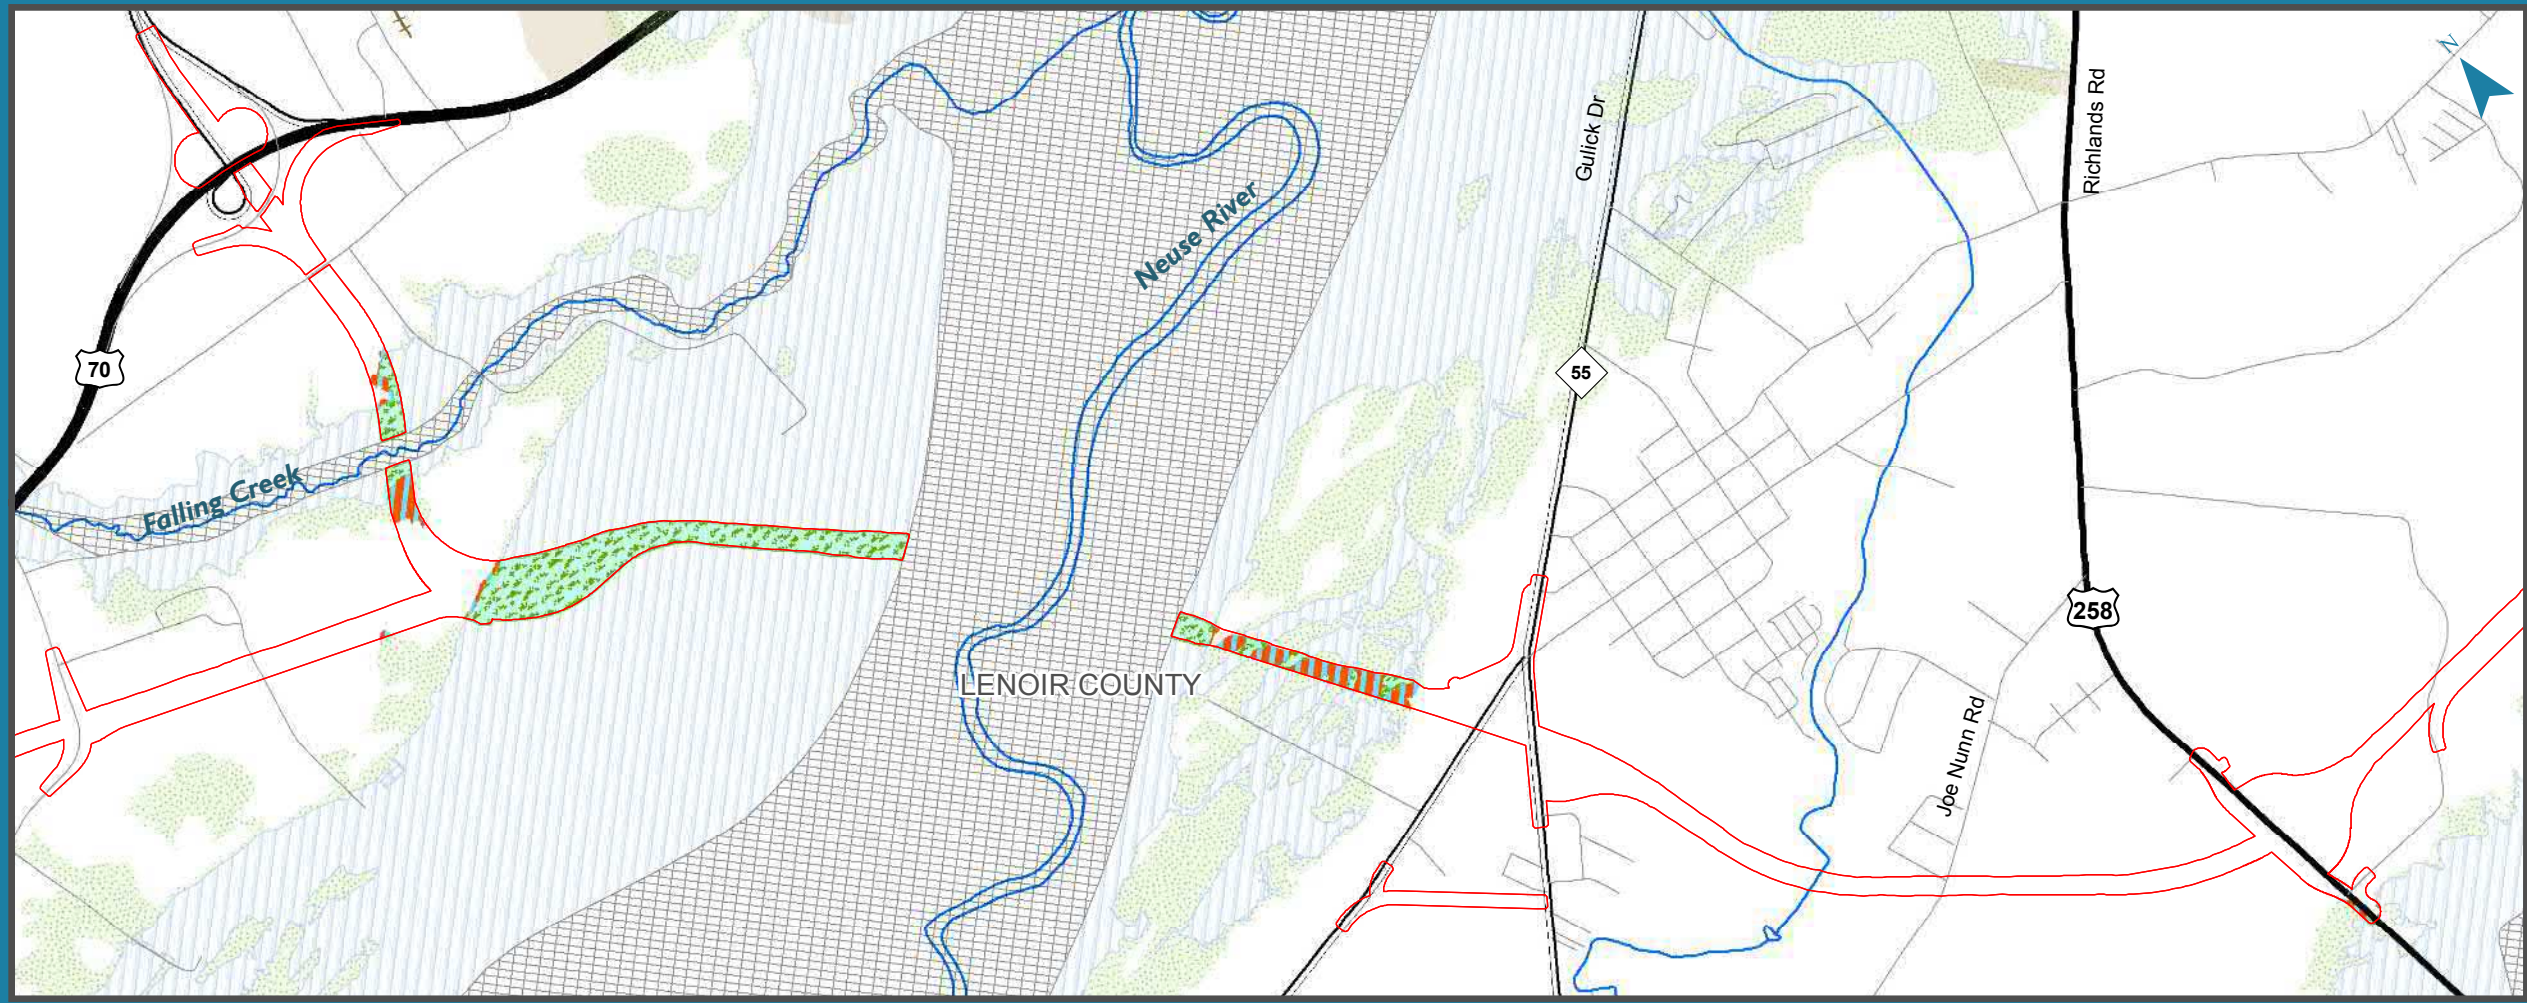 N
Richlands Rd
Gulick Dr
Neuse River
70
55
Falling Creek
258
LENOIR COUNTY
Joe Nunn Rd